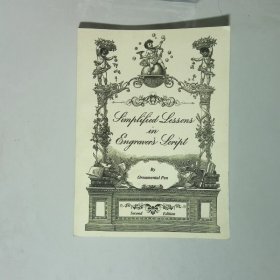 Simplified Lessons
in
Engraver's Script
By
Ornamental Pen
Second Edition